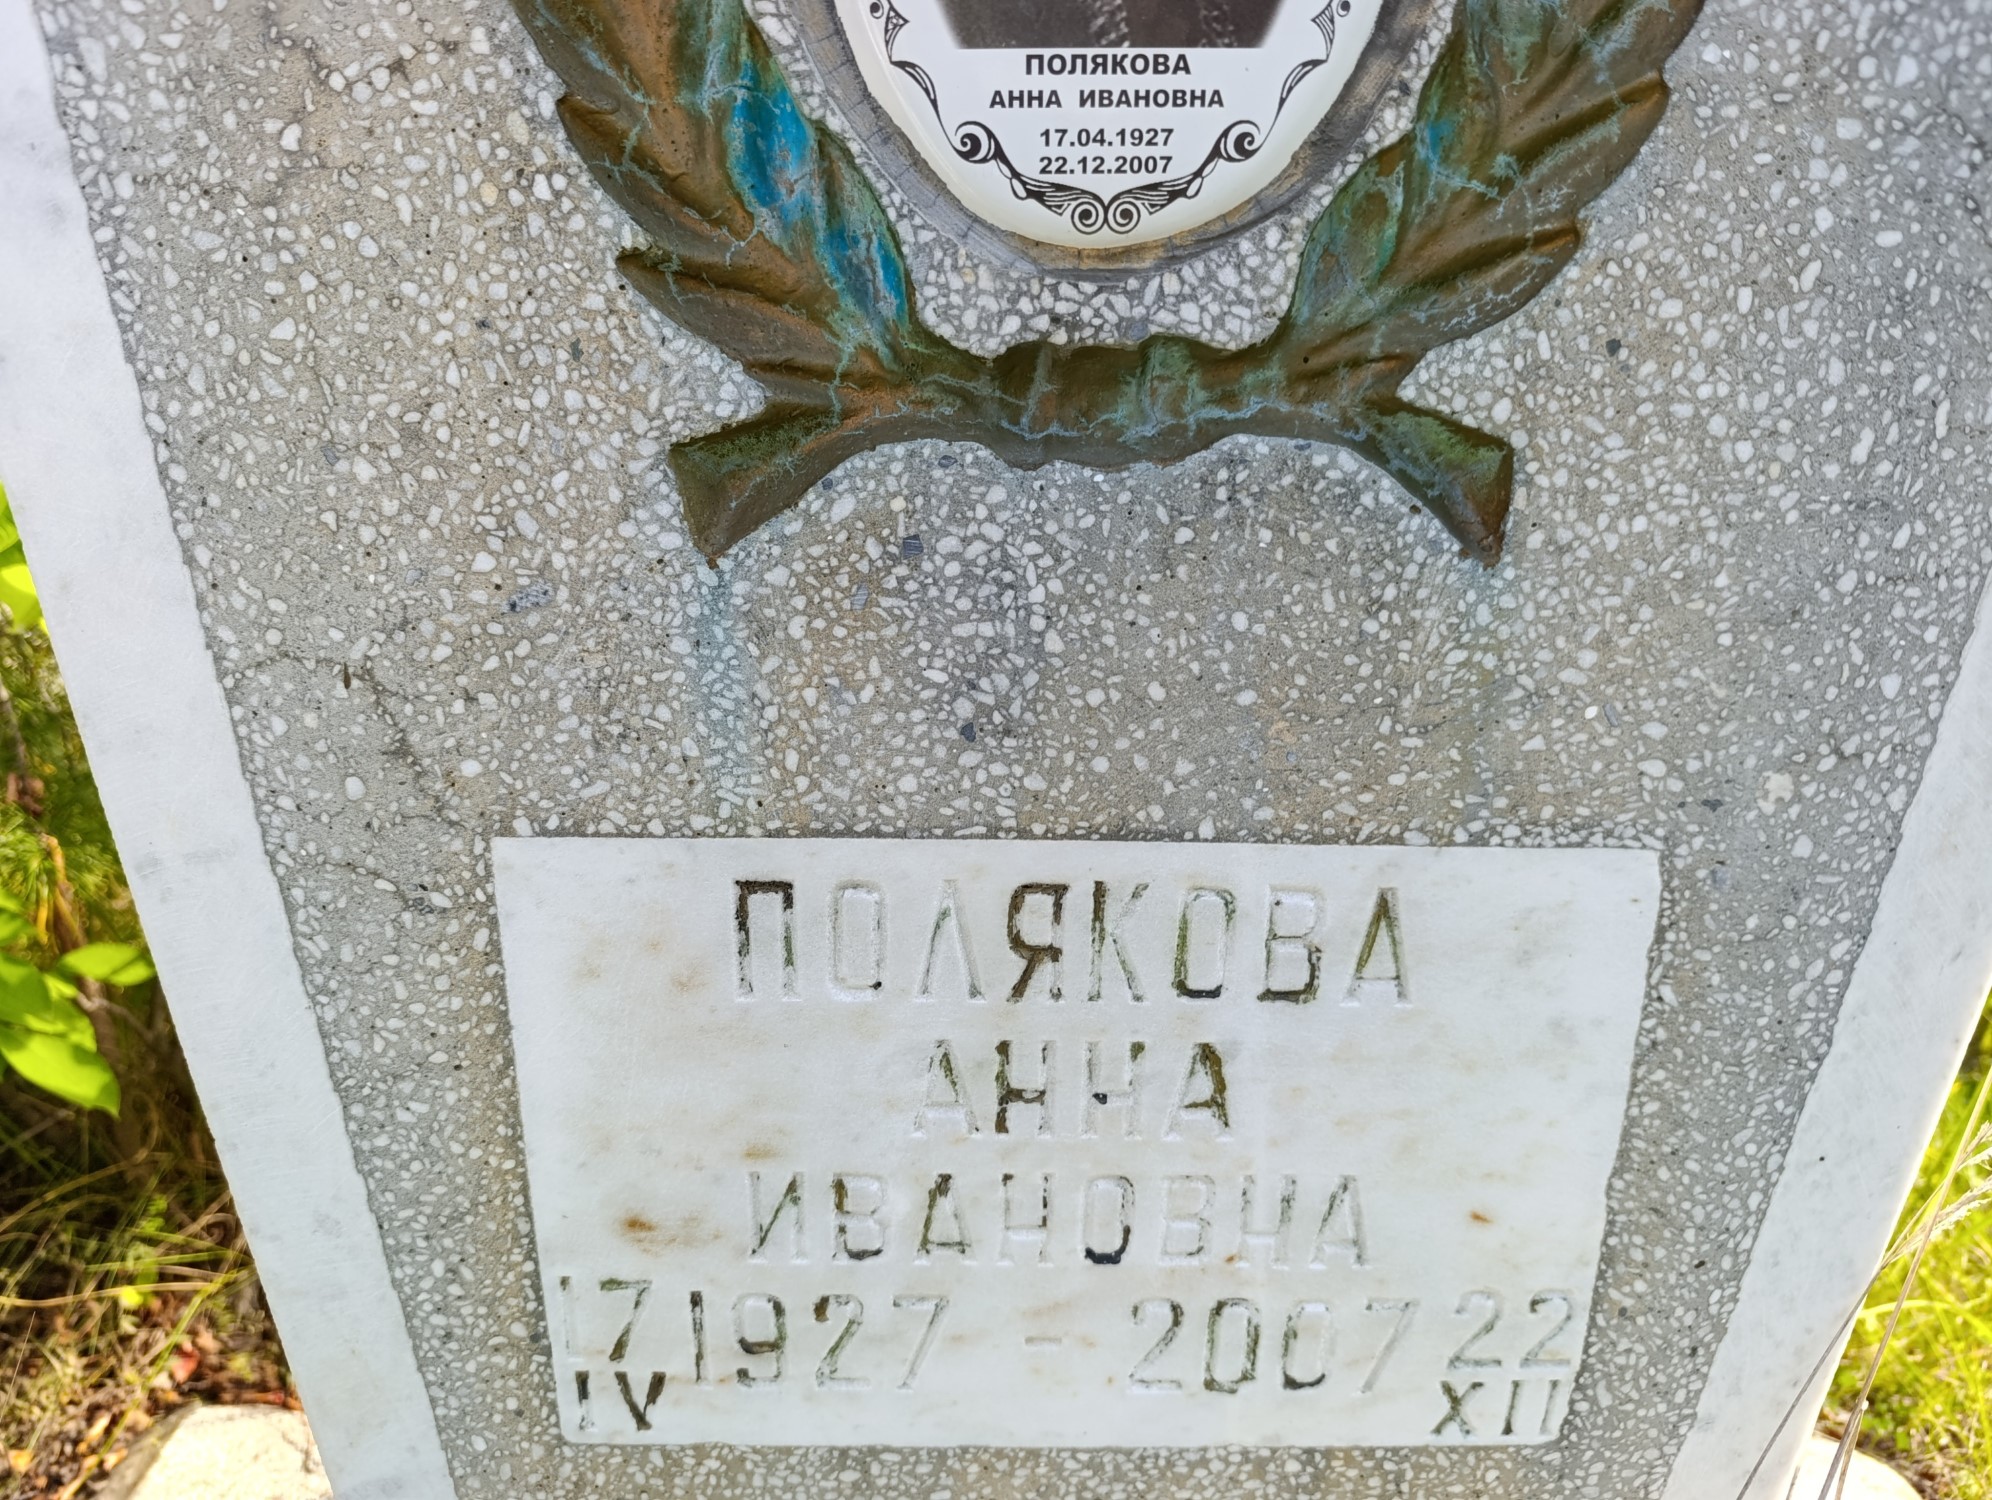 ПОЛЯКОВА
АННА ИВАНОВНА
17.04.1927
22.12.2007
ПОЛЯКОВА
АННА
ИВАНОВНА
17 1927 - 2007 22
IV XII